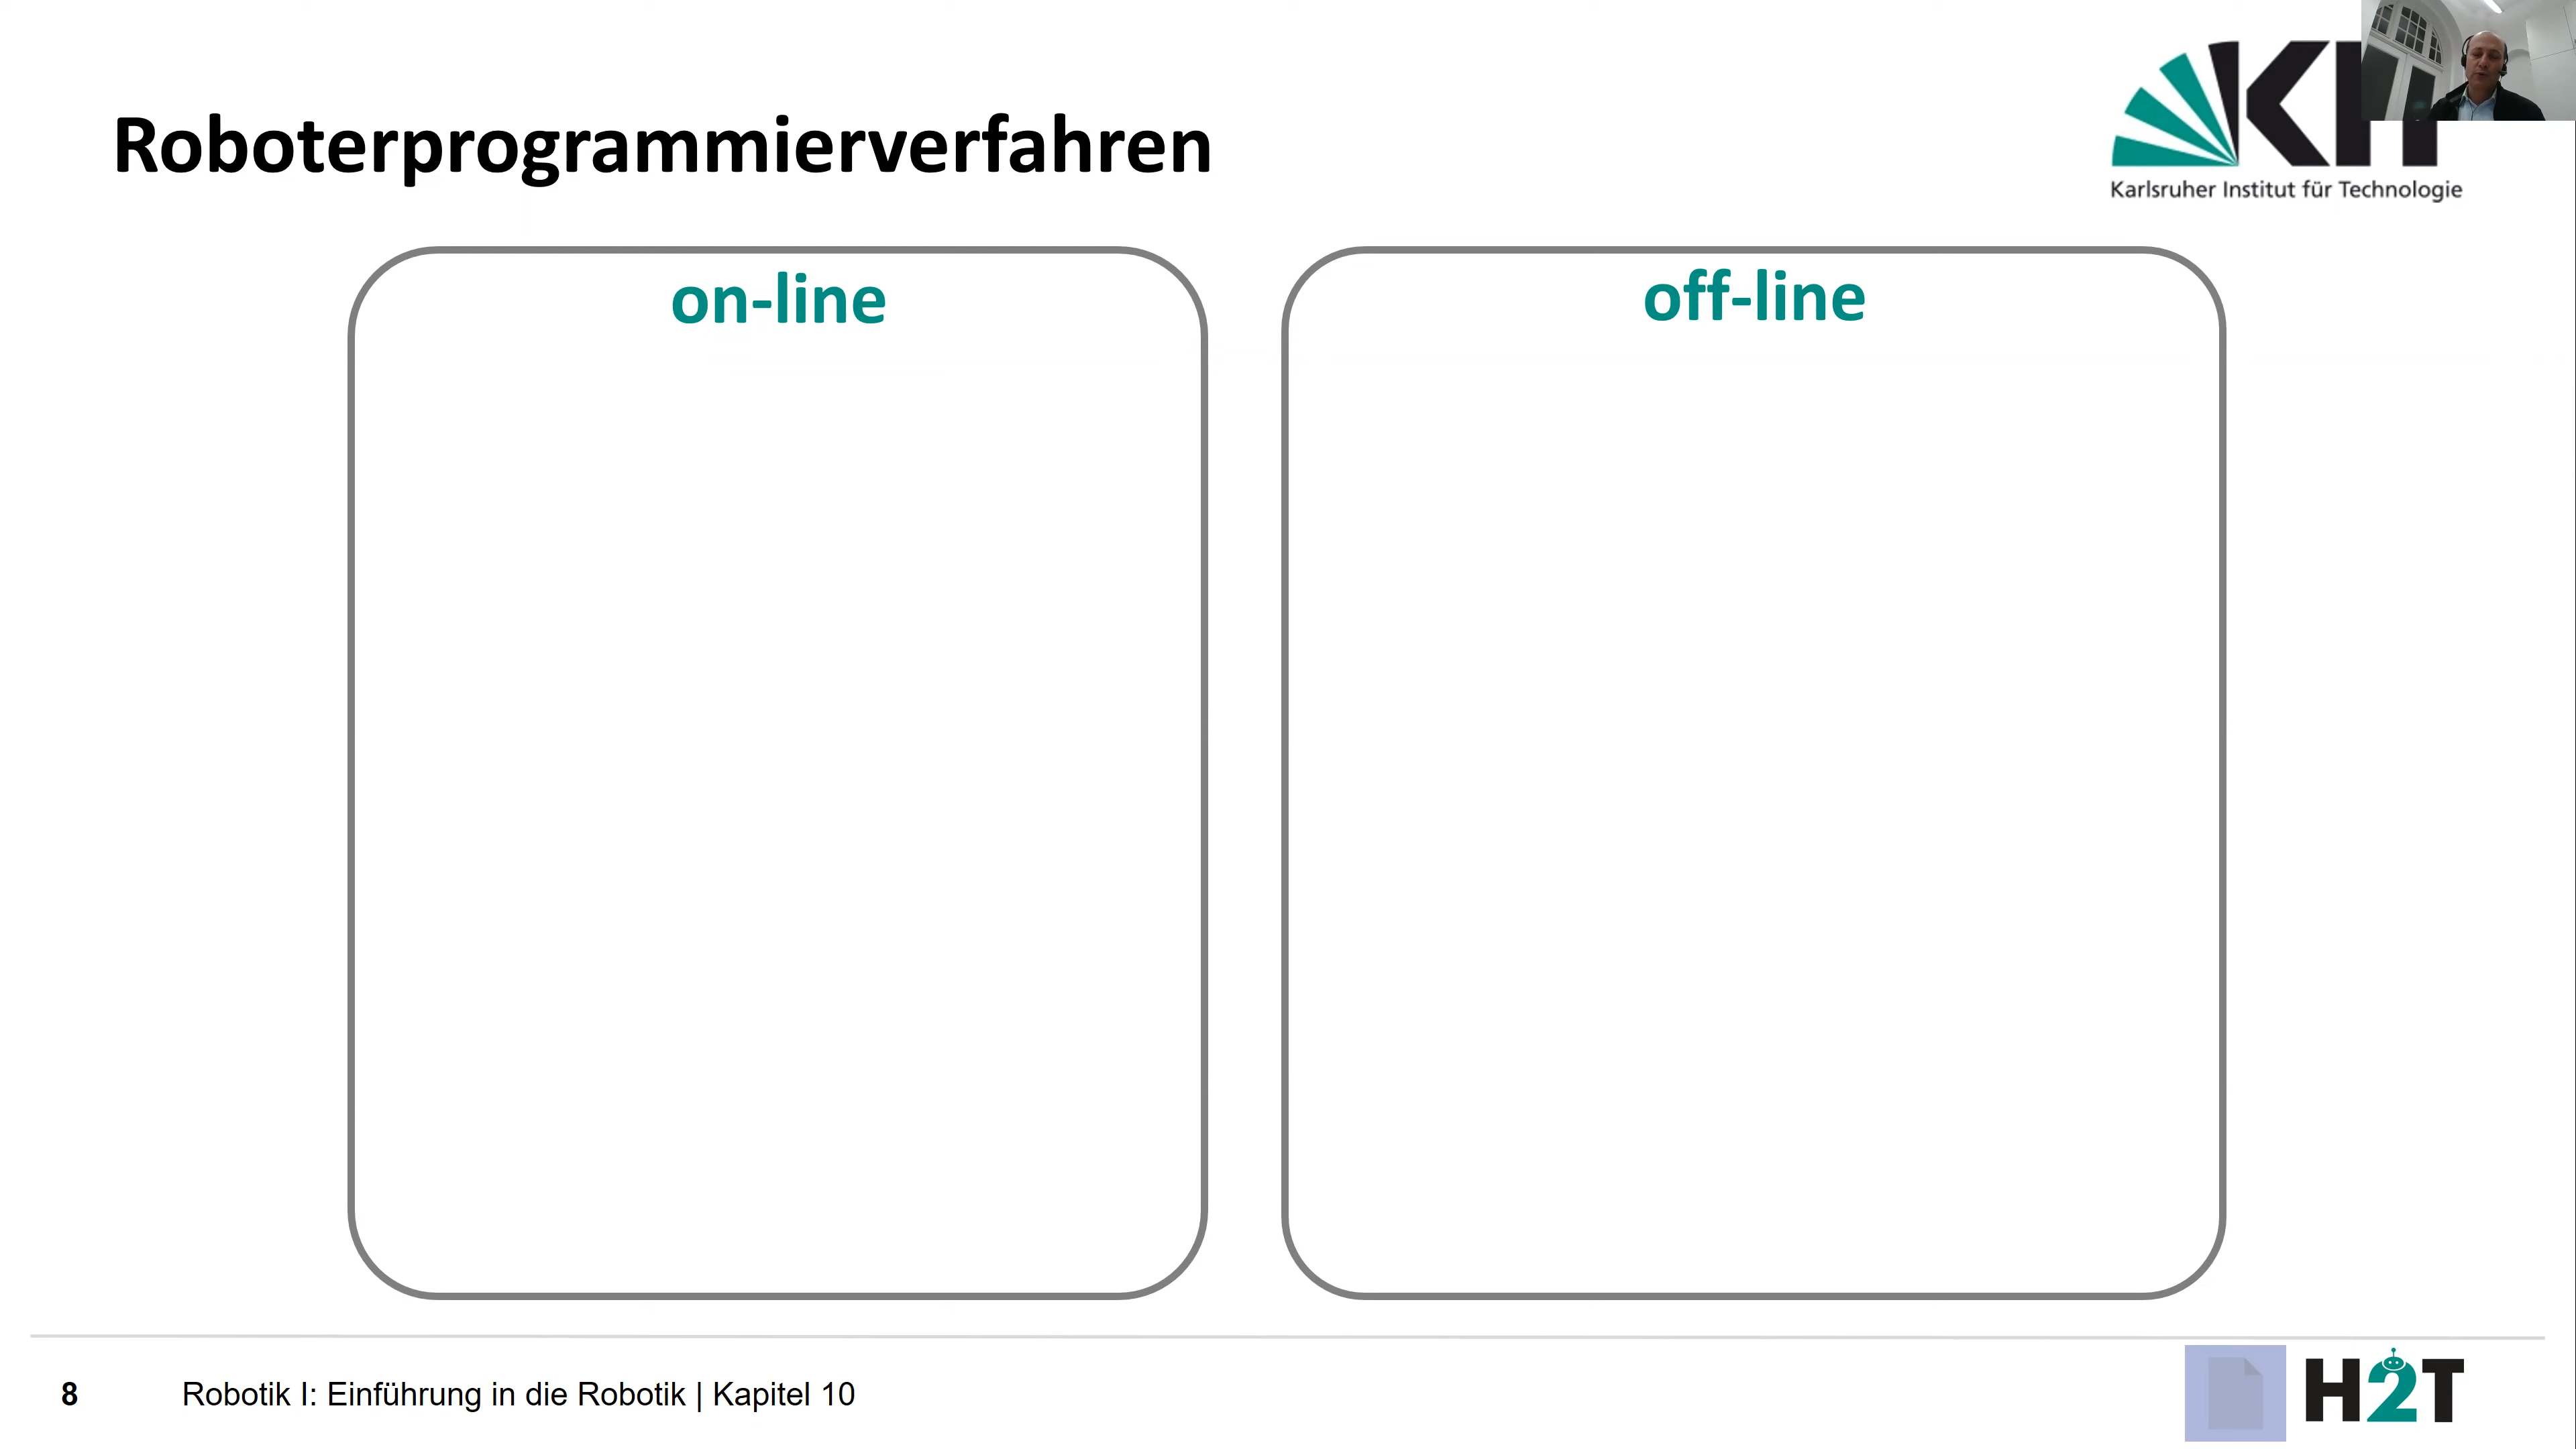 Roboterprogrammierverfahren
Karlsruher Institut für Technologie
on-line
off-line
8
Robotik I: Einführung in die Robotik | Kapitel 10
H2T